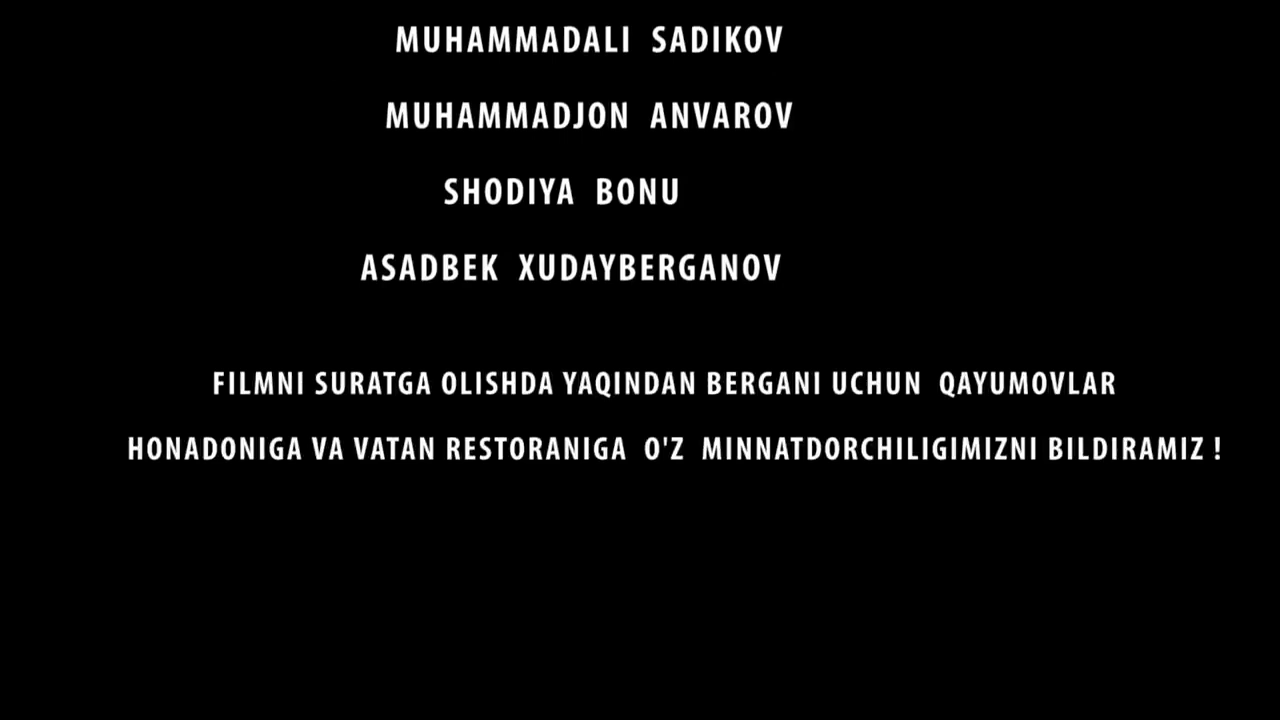 MUHAMMADALI SADIKOV
MUHAMMADJON ANVAROV
SHODIYA BONU
ASADBEK XUDAYBERGANOV
FILMNI SURATGA OLISHDA YAQINDAN BERGANI UCHUN QAYUMOVLAR
HONADONIGA VA VATAN RESTORANIGA O'Z MINNATDORCHILIGIMIZNI BILDIRAMIZ !